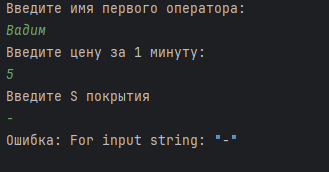 Введите имя первого оператора:
Вадим
Введите цену за 1 минуту:
5
Введите S покрытия
-
Ошибка: For input string: "-"